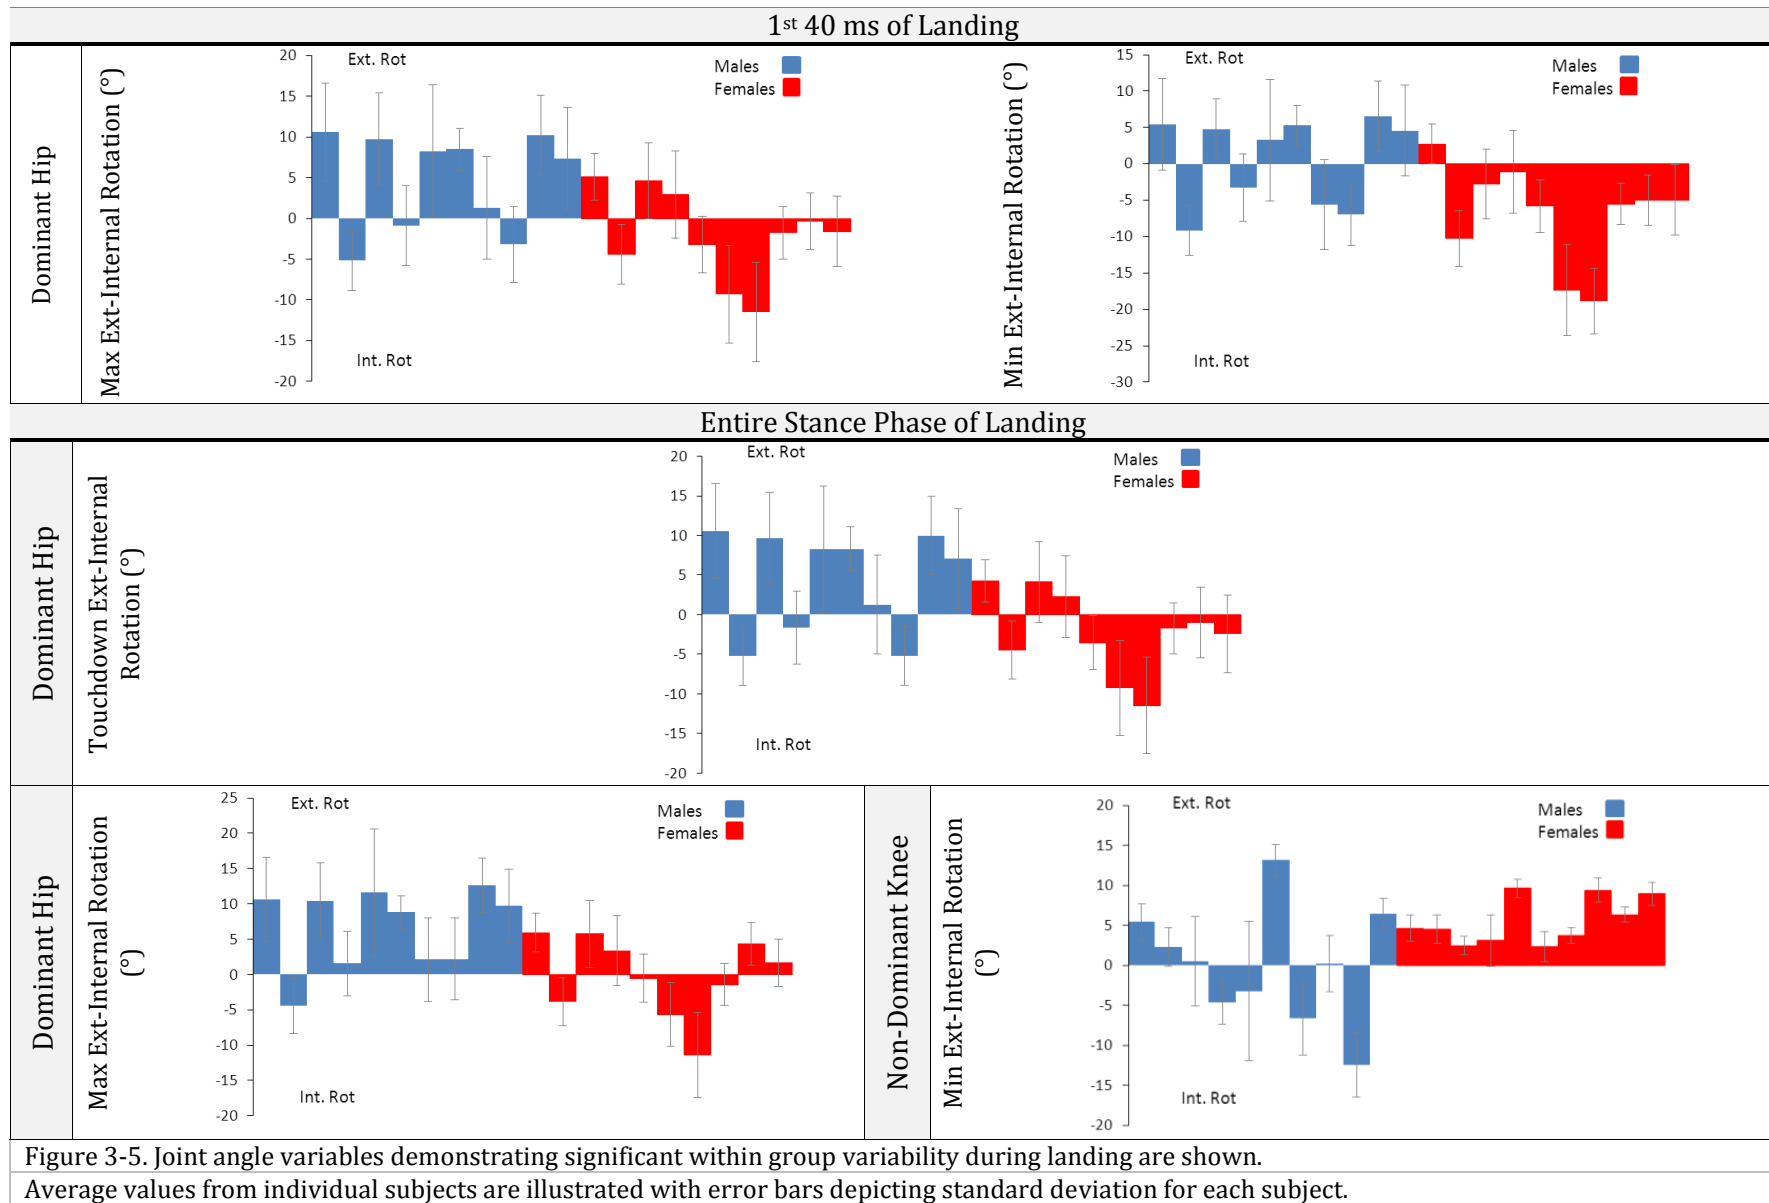 1st 40 ms of Landing
Dominant Hip
Max Ext-Internal Rotation (°)
20
15
10
5
0
-5
-10
-15
-20
Ext. Rot
Int. Rot
Males
Females
Min Ext-Internal Rotation (°)
15
10
5
0
-5
-10
-15
-20
-25
-30
Ext. Rot
Int. Rot
Males
Females
Entire Stance Phase of Landing
Dominant Hip
Touchdown Ext-Internal
Rotation (°)
20
15
10
5
0
-5
-10
-15
-20
Ext. Rot
Int. Rot
Males
Females
Dominant Hip
Max Ext-Internal Rotation
(°)
25
20
15
10
5
0
-5
-10
-15
-20
Ext. Rot
Int. Rot
Males
Females
Non-Dominant Knee
Min Ext-Internal Rotation
(°)
20
15
10
5
0
-5
-10
-15
-20
Ext. Rot
Int. Rot
Males
Females
Figure 3-5. Joint angle variables demonstrating significant within group variability during landing are shown.
Average values from individual subjects are illustrated with error bars depicting standard deviation for each subject.